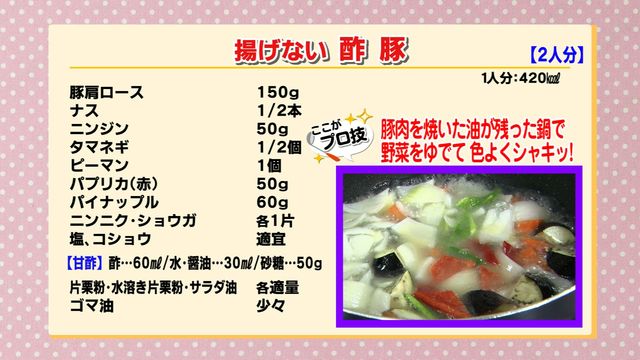 揚げない 酢豚
【2人分】
1人分:420㎉
豚肩ロース 150g
ナス 1/2本
ニンジン 50g
タマネギ 1/2個
ピーマン 1個
パプリカ(赤) 50g
パイナップル 60g
ニンニク・ショウガ 各1片
塩、コショウ 適宜
【甘酢】酢…60㎖/水・醤油…30㎖/砂糖…50g
片栗粉・水溶き片栗粉・サラダ油 各適量
ゴマ油 少々
ここが
プロ技
豚肉を焼いた油が残った鍋で
野菜をゆでて 色よくシャキッ!